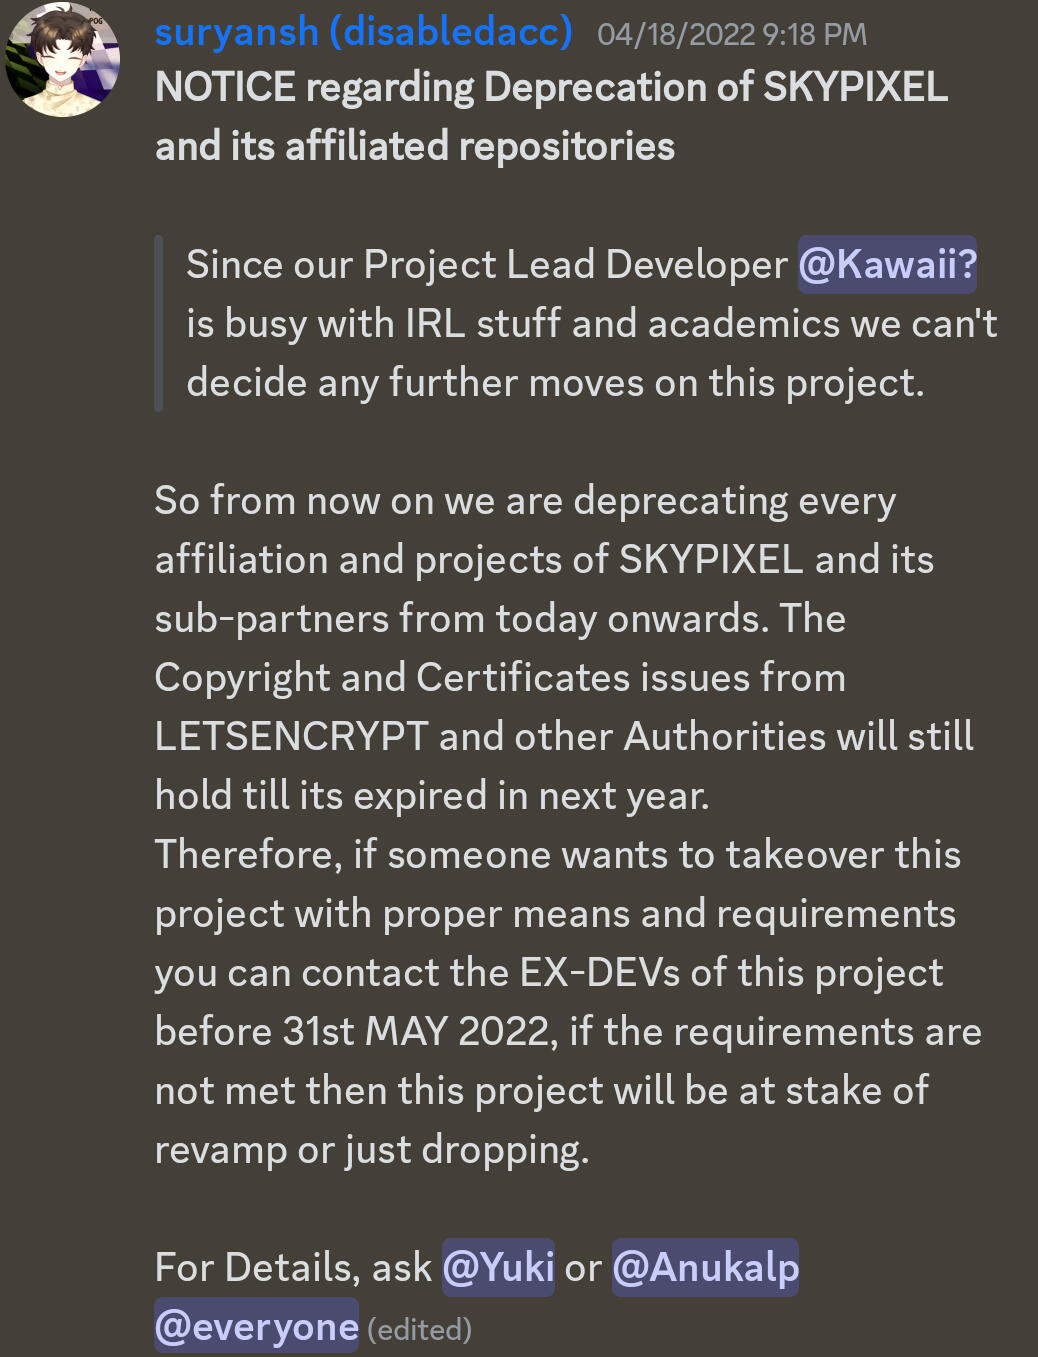 POG
suryansh (disabledacc) 04/18/2022 9:18 PM
NOTICE regarding Deprecation of SKYPIXEL
and its affiliated repositories
Since our Project Lead Developer @Kawaii?
is busy with IRL stuff and academics we can't
decide any further moves on this project.
So from now on we are deprecating every
affiliation and projects of SKYPIXEL and its
sub-partners from today onwards. The
Copyright and Certificates issues from
LETSENCRYPT and other Authorities will still
hold till its expired in next year.
Therefore, if someone wants to takeover this
project with proper means and requirements
you can contact the EX-DEVs of this project
before 31st MAY 2022, if the requirements are
not met then this project will be at stake of
revamp or just dropping.
For Details, ask @Yuki or @Anukalp
@everyone (edited)